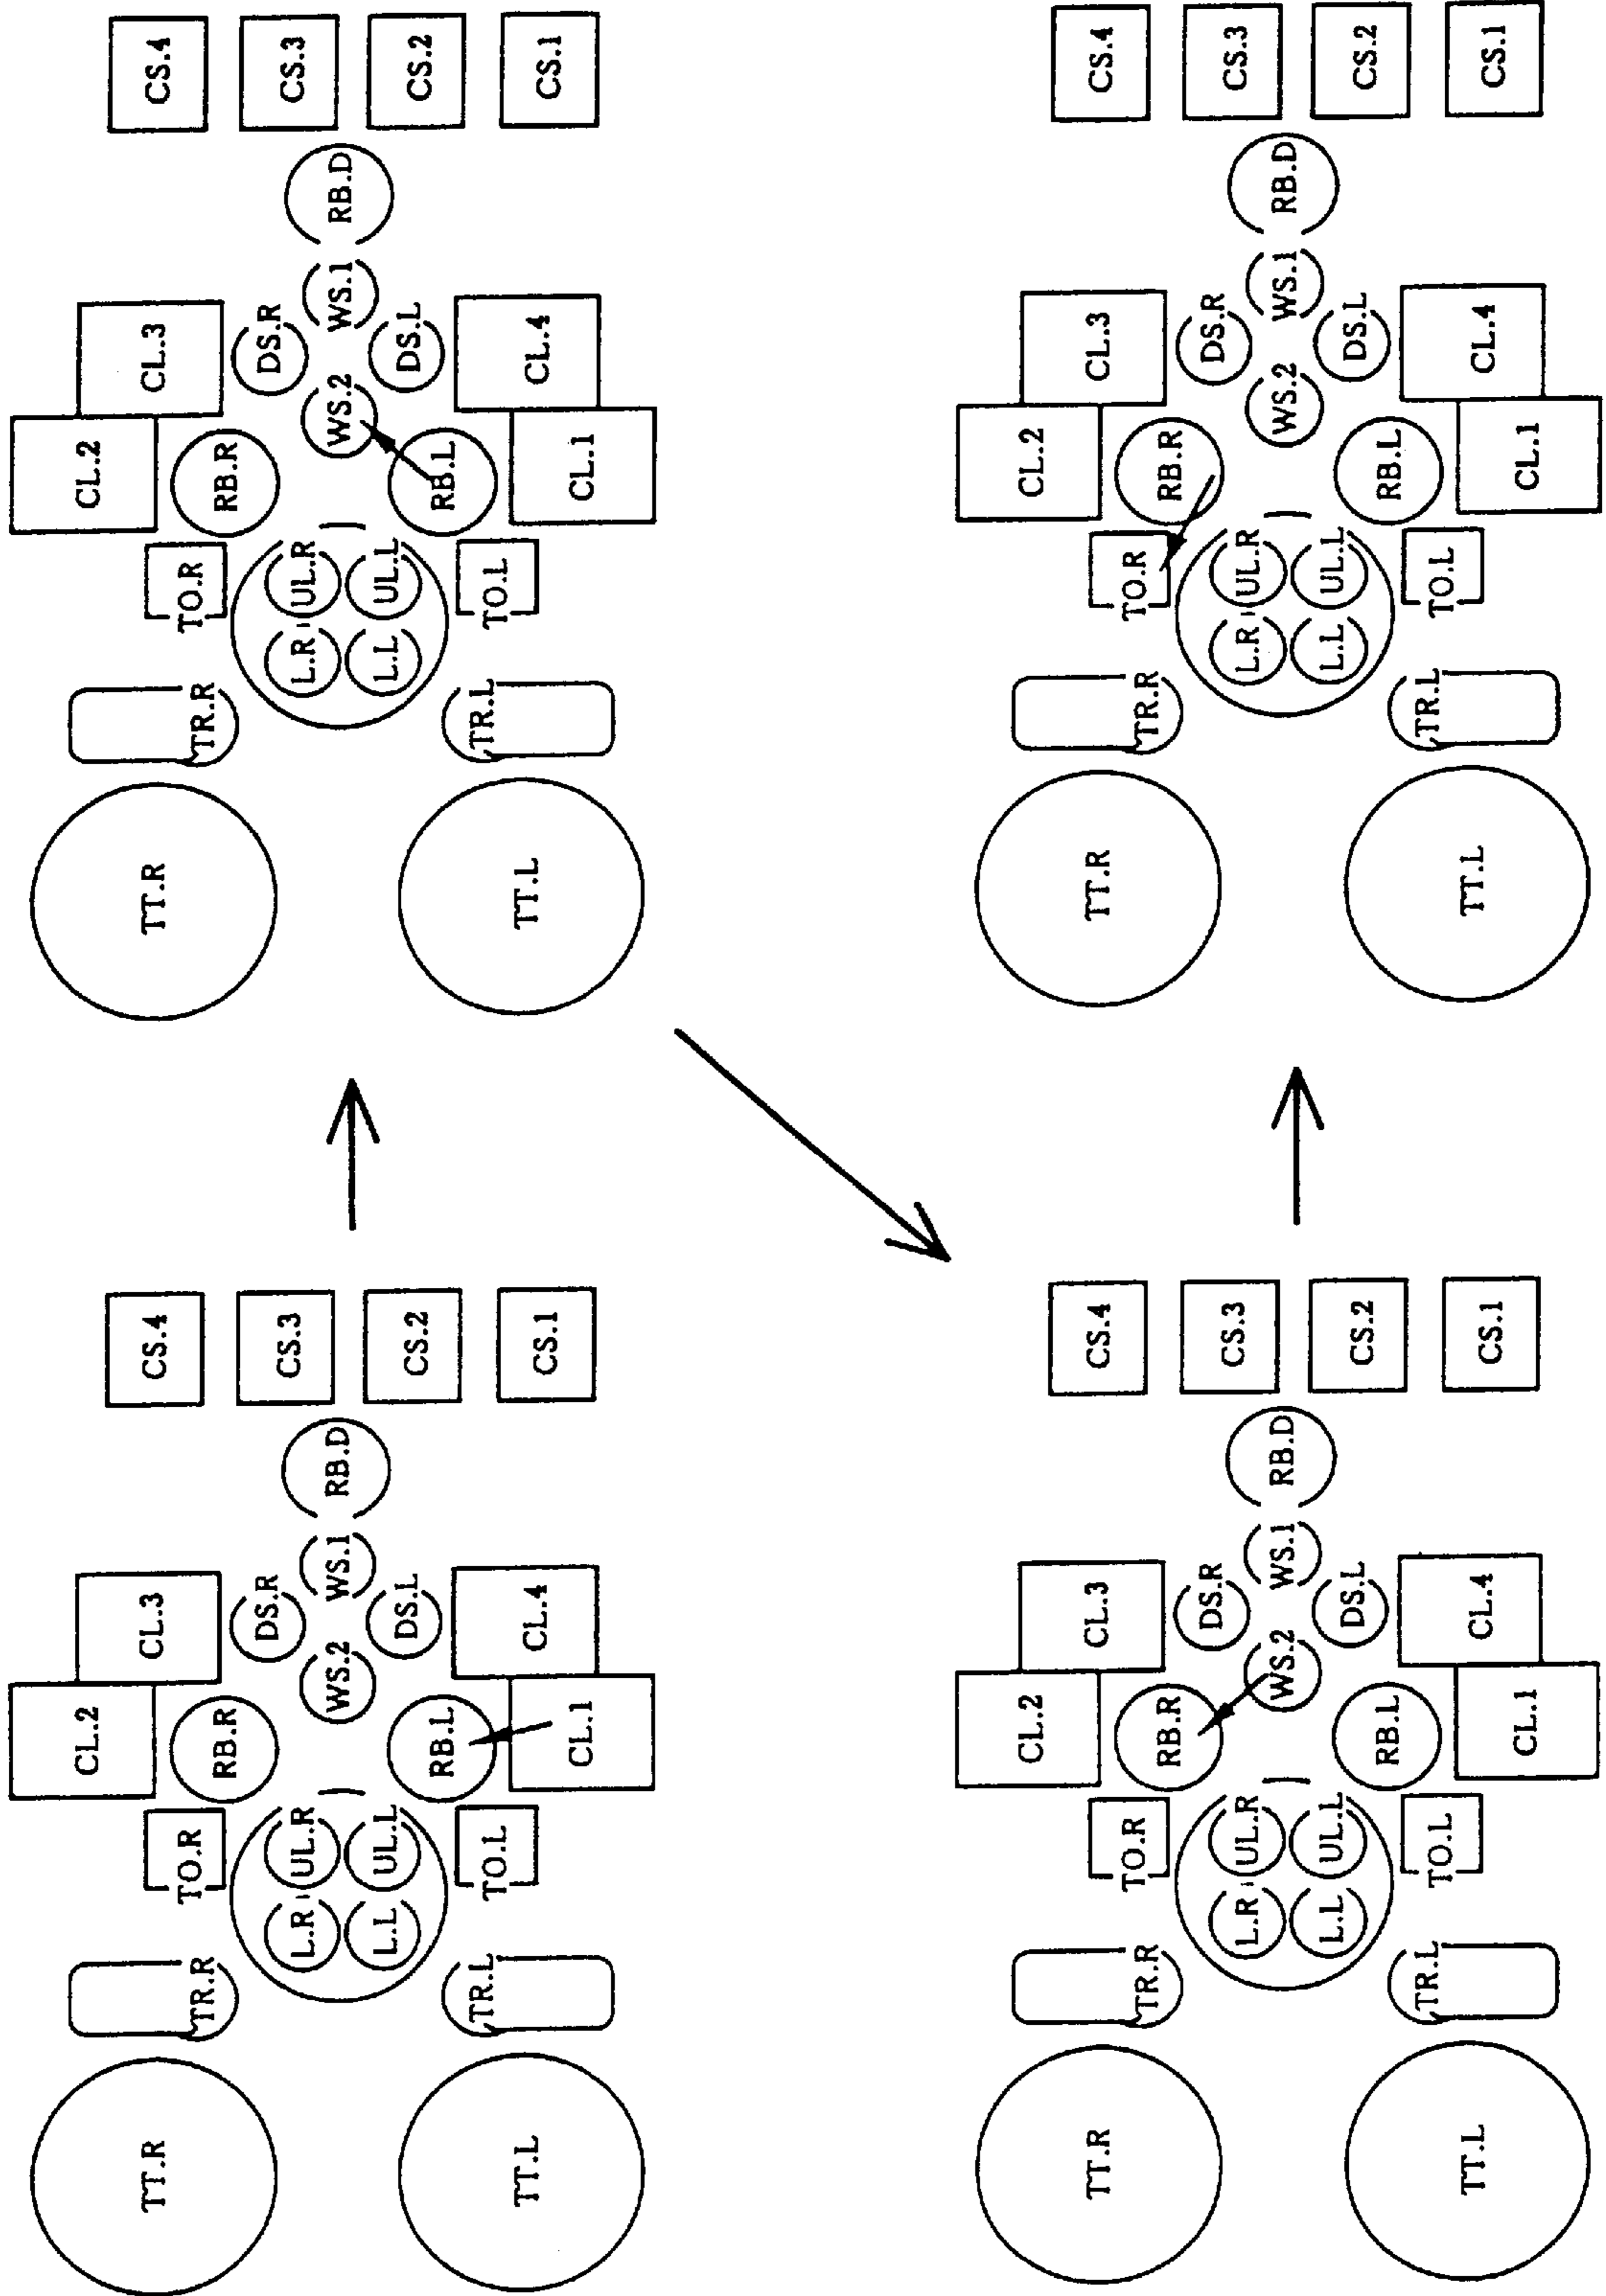 CL.2
TT.R CL.3 CS.4
TR.R TO.R RB.R DS.R CS.3
L.R UL.R WS.2 WS.1 RB.D
L.L UL.L DS.L CS.2
TR.L TO.L RB.L
TT.L CL.4 CS.1
CL.1
CL.2
TT.R CL.3 CS.4
TR.R TO.R RB.R DS.R CS.3
L.R UL.R WS.2 WS.1 RB.D
L.L UL.L DS.L CS.2
TR.L TO.L RB.L
TT.L CL.4 CS.1
CL.1
CL.2
TT.R CL.3 CS.4
TR.R TO.R RB.R DS.R CS.3
L.R UL.R WS.2 WS.1 RB.D
L.L UL.L DS.L CS.2
TR.L TO.L RB.L
TT.L CL.4 CS.1
CL.1
CL.2
TT.R CL.3 CS.4
TR.R TO.R RB.R DS.R CS.3
L.R UL.R WS.2 WS.1 RB.D
L.L UL.L DS.L CS.2
TR.L TO.L RB.L
TT.L CL.4 CS.1
CL.1